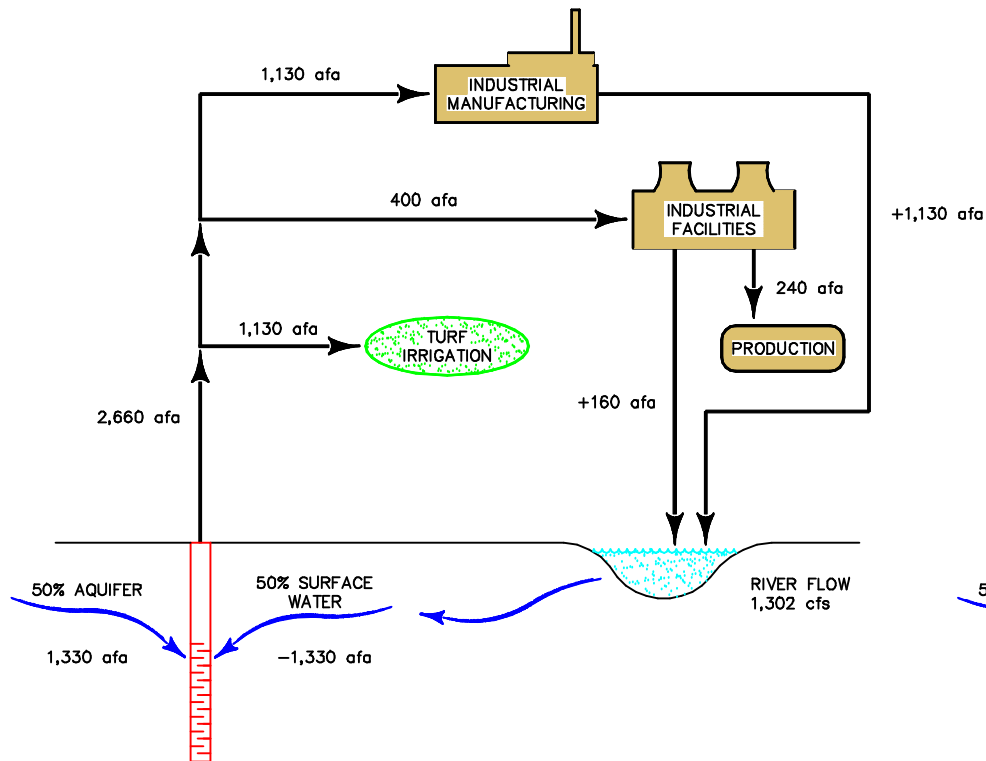 1,130 afa
INDUSTRIAL
MANUFACTURING
400 afa
INDUSTRIAL
FACILITIES
+1,130 afa
240 afa
1,130 afa
TURF
IRRIGATION
PRODUCTION
+160 afa
2,660 afa
50% AQUIFER
50% SURFACE
WATER
RIVER FLOW
1,302 cfs
5
1,330 afa
−1,330 afa